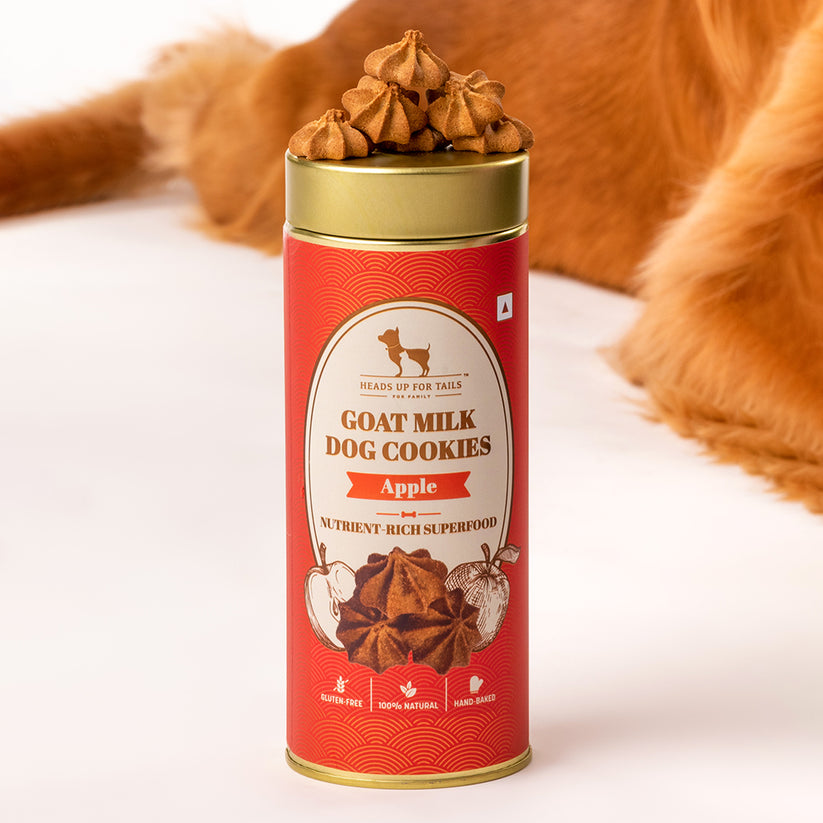 HEADS UP FOR TAILS™
FOR FAMILY
GOAT MILK
DOG COOKIES
Apple
NUTRIENT-RICH SUPERFOOD
GLUTEN-FREE
100% NATURAL
HAND-BAKED